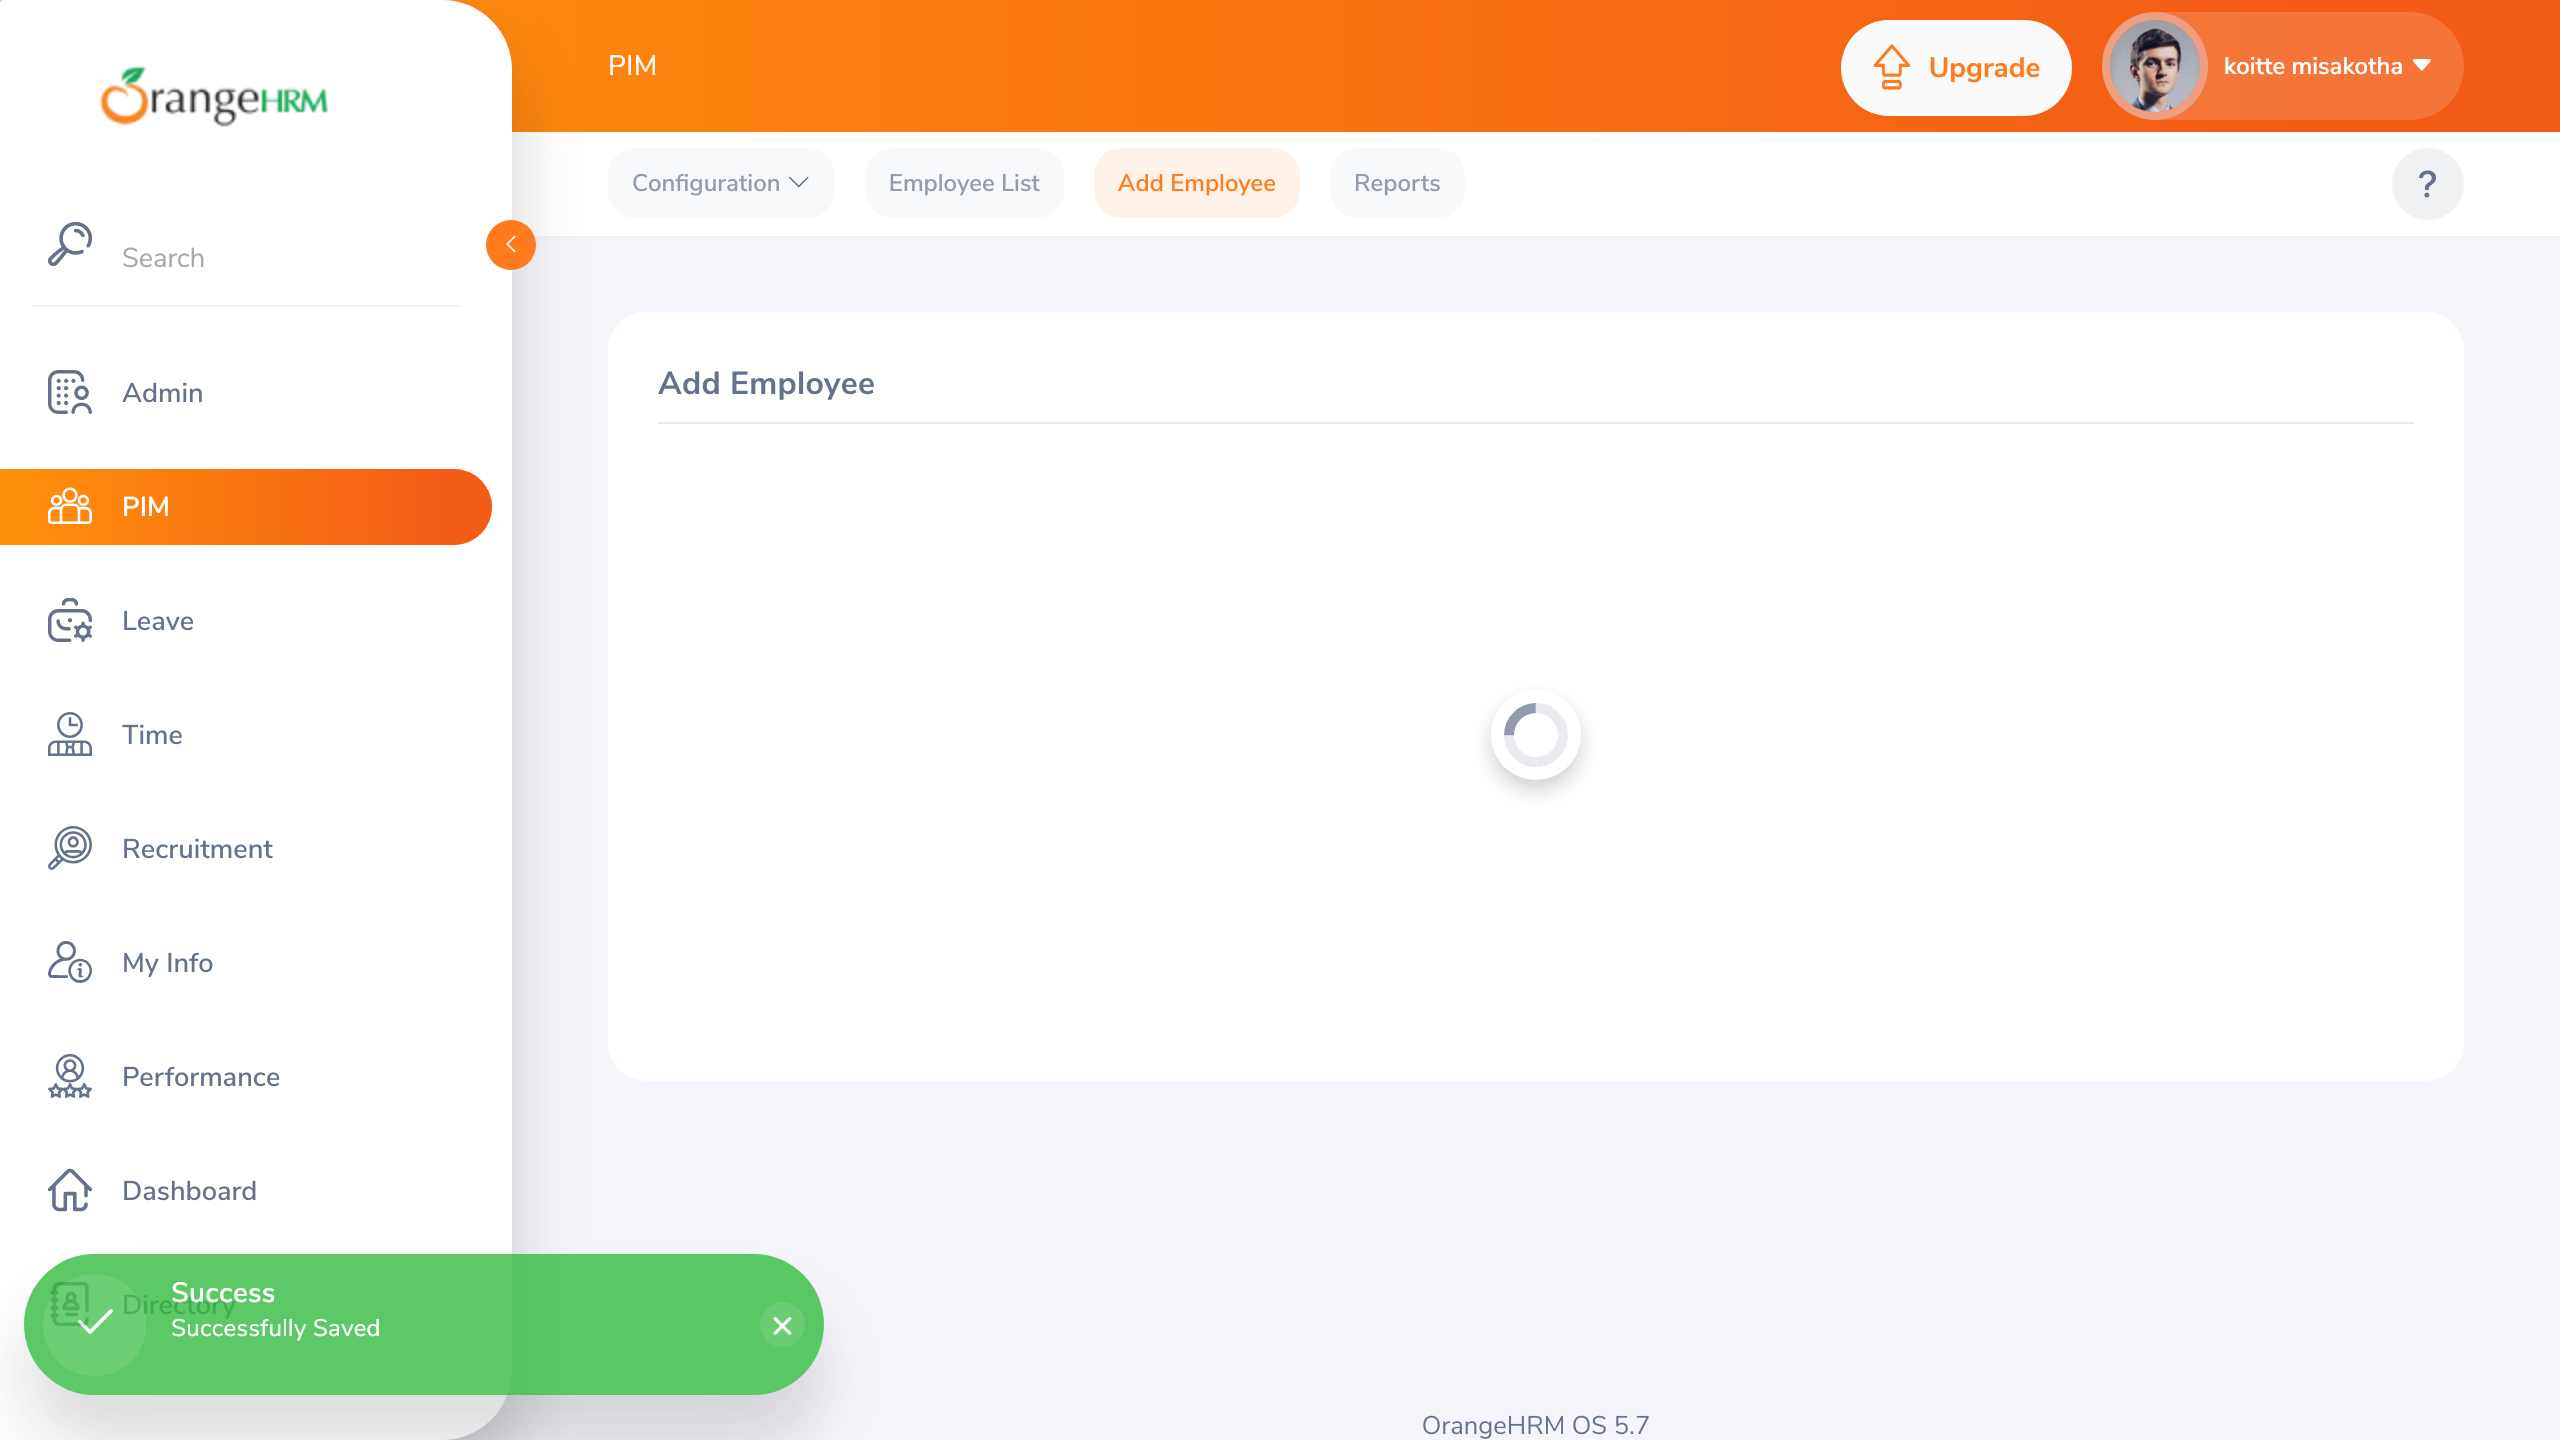 OrangeHRM
PIM
Upgrade
koitte misakotha
Configuration
Employee List
Add Employee
Reports
?
Search
Admin
PIM
Leave
Time
Recruitment
My Info
Performance
Dashboard
Directory
Add Employee
Success
Successfully Saved
OrangeHRM OS 5.7